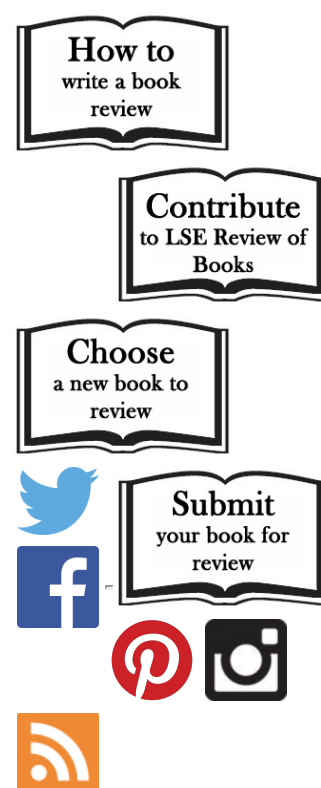 How to
write a book
review
Contribute
to LSE Review of
Books
Choose
a new book to
review
Submit
your book for
review